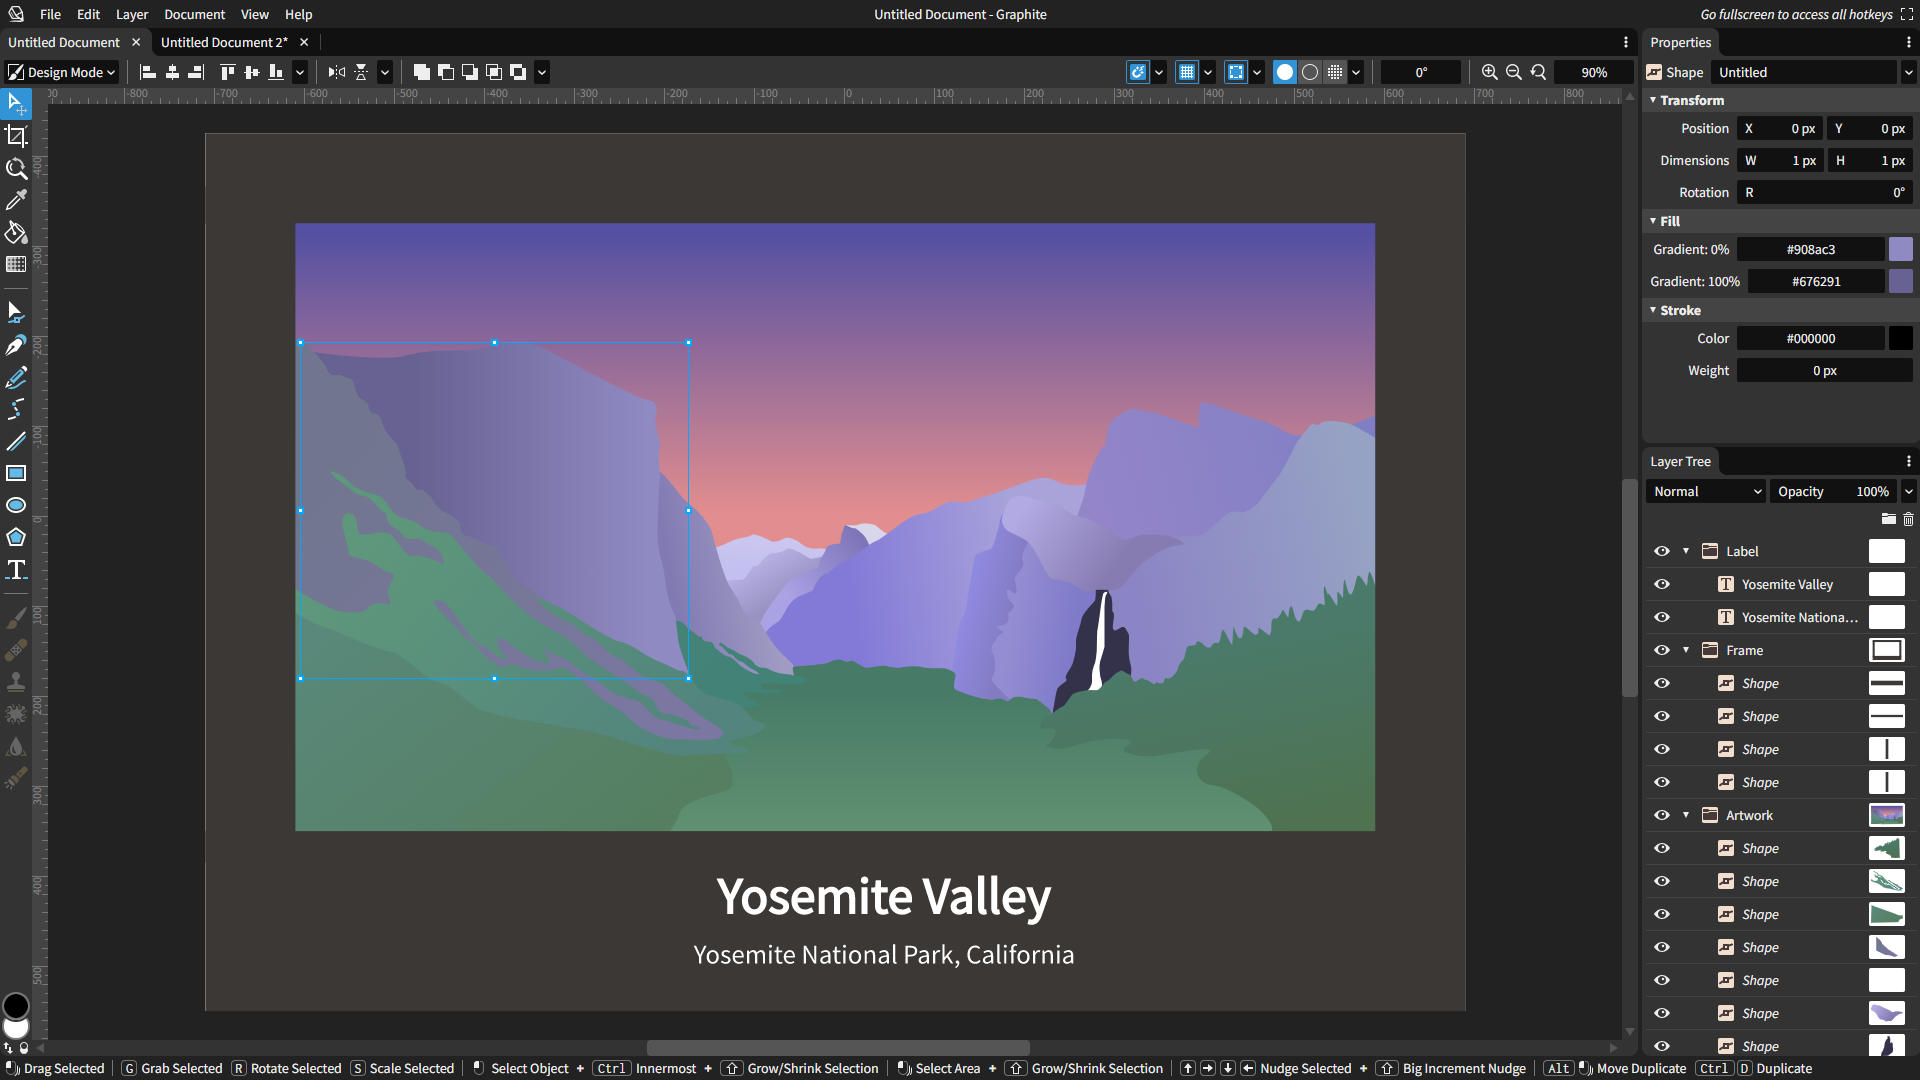 File Edit Layer Document View Help
Untitled Document - Graphite
Go fullscreen to access all hotkeys
Untitled Document
Untitled Document 2*
Design Mode
0°
90%
-800 -700 -600 -500 -400 -300 -200 -100 0 100 200 300 400 500 600 700 800
-400
-300
-200
-100
0
100
200
300
400
500
Yosemite Valley
Yosemite National Park, California
Properties
Shape Untitled
Transform
Position X 0 px Y 0 px
Dimensions W 1 px H 1 px
Rotation R 0°
Fill
Gradient: 0% #908ac3
Gradient: 100% #676291
Stroke
Color #000000
Weight 0 px
Layer Tree
Normal Opacity 100%
Label
Yosemite Valley
Yosemite Nationa...
Frame
Shape
Shape
Shape
Shape
Artwork
Shape
Shape
Shape
Shape
Shape
Shape
Shape
Drag Selected G Grab Selected R Rotate Selected S Scale Selected Select Object + Ctrl Innermost + Grow/Shrink Selection Select Area + Grow/Shrink Selection Nudge Selected + Big Increment Nudge Alt Move Duplicate Ctrl D Duplicate